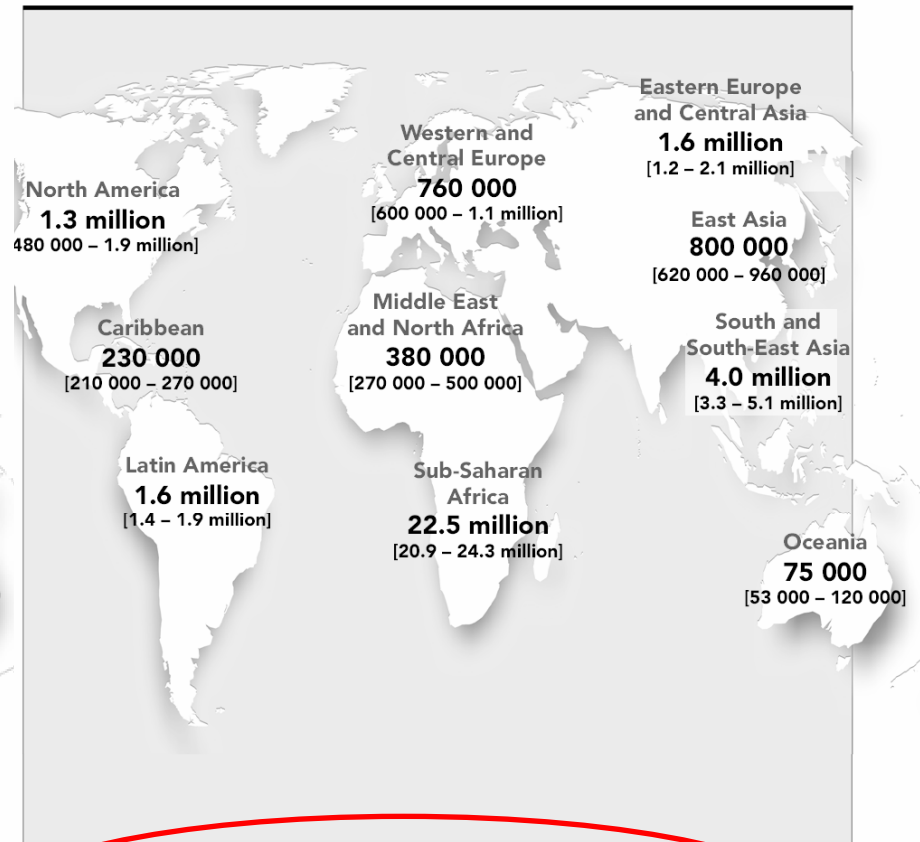 Eastern Europe
and Central Asia
1.6 million
[1.2 – 2.1 million]
Western and
Central Europe
760 000
[600 000 – 1.1 million]
North America
1.3 million
480 000 – 1.9 million]
East Asia
800 000
[620 000 – 960 000]
Middle East
and North Africa
380 000
[270 000 – 500 000]
Caribbean
230 000
[210 000 – 270 000]
South and
South-East Asia
4.0 million
[3.3 – 5.1 million]
Latin America
1.6 million
[1.4 – 1.9 million]
Sub-Saharan
Africa
22.5 million
[20.9 – 24.3 million]
Oceania
75 000
[53 000 – 120 000]